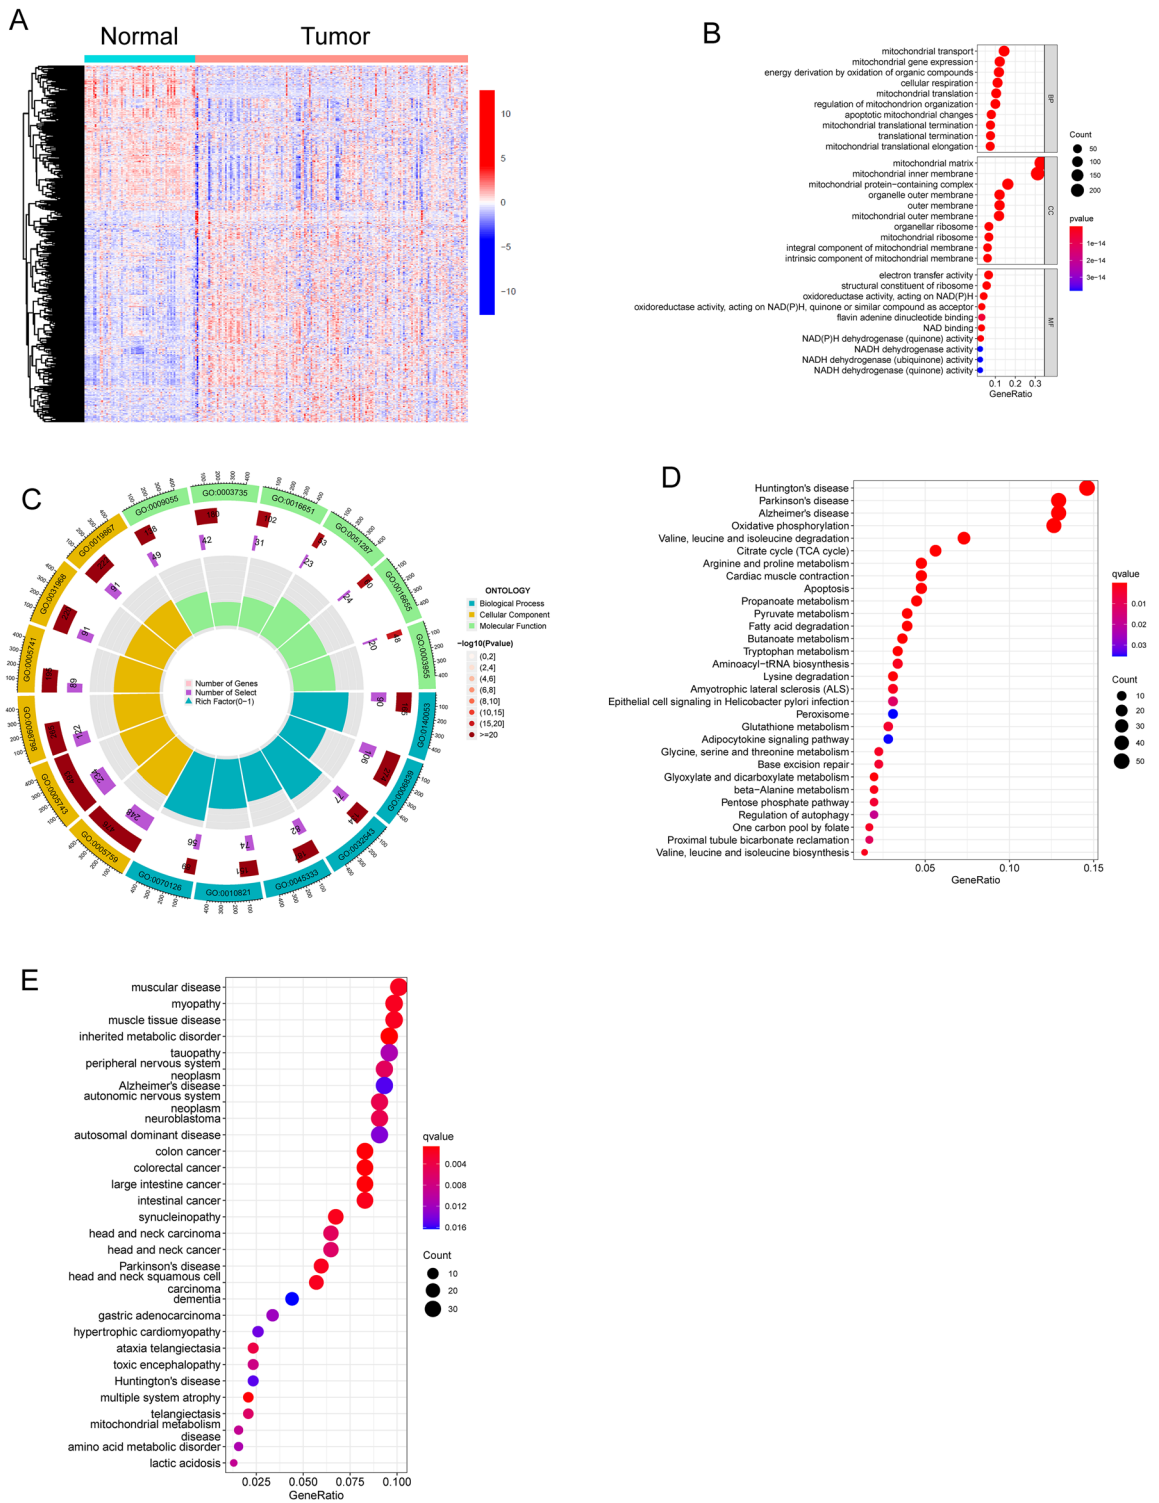 A
Normal
Tumor
10
5
0
−5
−10
B
mitochondrial transport
mitochondrial gene expression
energy derivation by oxidation of organic compounds
cellular respiration
mitochondrial translation
regulation of mitochondrion organization
apoptotic mitochondrial changes
mitochondrial translational termination
translational termination
mitochondrial translational elongation
BP
mitochondrial matrix
mitochondrial inner membrane
mitochondrial protein−containing complex
organelle outer membrane
outer membrane
mitochondrial outer membrane
organellar ribosome
mitochondrial ribosome
integral component of mitochondrial membrane
intrinsic component of mitochondrial membrane
CC
electron transfer activity
structural constituent of ribosome
oxidoreductase activity, acting on NAD(P)H
oxidoreductase activity, acting on NAD(P)H, quinone or similar compound as acceptor
flavin adenine dinucleotide binding
NAD binding
NAD(P)H dehydrogenase (quinone) activity
NADH dehydrogenase activity
NADH dehydrogenase (ubiquinone) activity
NADH dehydrogenase (quinone) activity
MF
0.1 0.2 0.3
GeneRatio
Count
50
100
150
200
pvalue
1e−14
2e−14
3e−14
C
GO:0009055
GO:0003735
GO:0016651
GO:0051287
GO:0016655
GO:0003955
GO:0140053
GO:0006839
GO:0032543
GO:0045333
GO:0010821
GO:0070126
GO:0005759
GO:0005743
GO:0098798
GO:0005741
GO:0031968
GO:0019867
49
42
31
23
24
20
90
106
77
82
74
56
248
234
122
89
91
91
102
Number of Genes
Number of Select
Rich Factor(0−1)
ONTOLOGY
Biological Process
Cellular Component
Molecular Function
−log10(Pvalue)
(0,2]
(2,4]
(4,6]
(6,8]
(8,10]
(10,15]
(15,20]
>=20
D
Huntington's disease
Parkinson's disease
Alzheimer's disease
Oxidative phosphorylation
Valine, leucine and isoleucine degradation
Citrate cycle (TCA cycle)
Arginine and proline metabolism
Cardiac muscle contraction
Apoptosis
Propanoate metabolism
Pyruvate metabolism
Fatty acid degradation
Butanoate metabolism
Tryptophan metabolism
Aminoacyl−tRNA biosynthesis
Lysine degradation
Amyotrophic lateral sclerosis (ALS)
Epithelial cell signaling in Helicobacter pylori infection
Peroxisome
Glutathione metabolism
Adipocytokine signaling pathway
Glycine, serine and threonine metabolism
Base excision repair
Glyoxylate and dicarboxylate metabolism
beta−Alanine metabolism
Pentose phosphate pathway
Regulation of autophagy
One carbon pool by folate
Proximal tubule bicarbonate reclamation
Valine, leucine and isoleucine biosynthesis
0.05 0.10 0.15
GeneRatio
qvalue
0.01
0.02
0.03
Count
10
20
30
40
50
E
muscular disease
myopathy
muscle tissue disease
inherited metabolic disorder
tauopathy
peripheral nervous system
neoplasm
Alzheimer's disease
autonomic nervous system
neoplasm
neuroblastoma
autosomal dominant disease
colon cancer
colorectal cancer
large intestine cancer
intestinal cancer
synucleinopathy
head and neck carcinoma
head and neck cancer
Parkinson's disease
head and neck squamous cell
carcinoma
dementia
gastric adenocarcinoma
hypertrophic cardiomyopathy
ataxia telangiectasia
toxic encephalopathy
Huntington's disease
multiple system atrophy
telangiectasis
mitochondrial metabolism
disease
amino acid metabolic disorder
lactic acidosis
0.025 0.050 0.075 0.100
GeneRatio
qvalue
0.004
0.008
0.012
0.016
Count
10
20
30